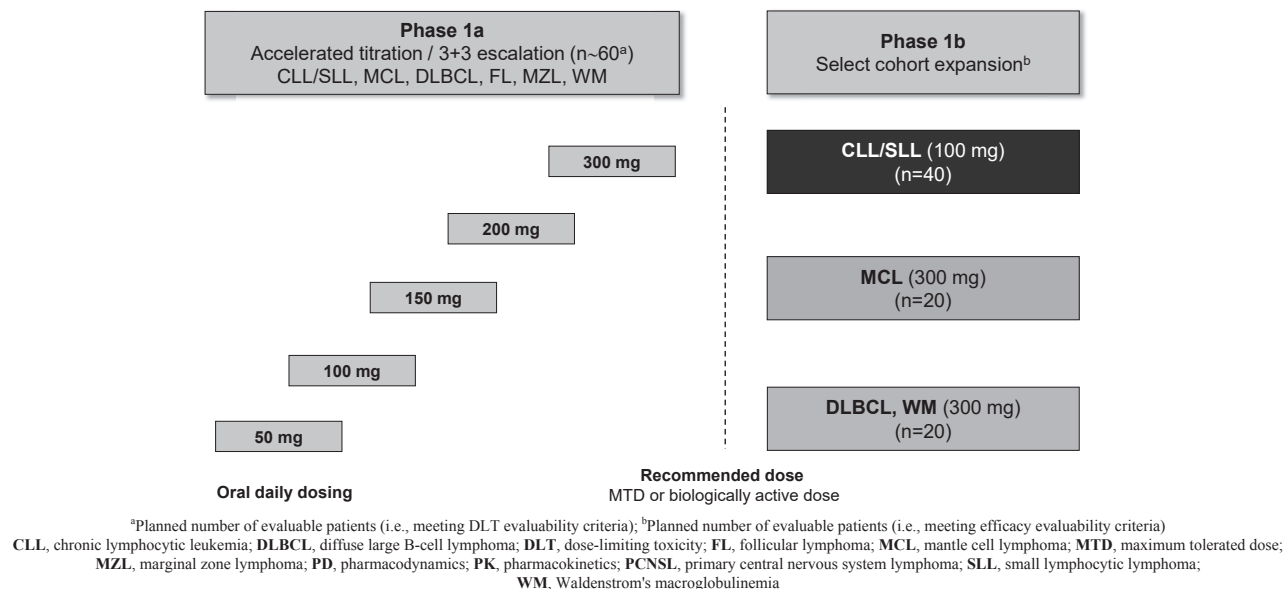 Phase 1a
Accelerated titration / 3+3 escalation (n~60ᵃ)
CLL/SLL, MCL, DLBCL, FL, MZL, WM
Phase 1b
Select cohort expansionᵇ
300 mg
200 mg
150 mg
100 mg
50 mg
CLL/SLL (100 mg)
(n=40)
MCL (300 mg)
(n=20)
DLBCL, WM (300 mg)
(n=20)
Oral daily dosing
Recommended dose
MTD or biologically active dose
ᵃPlanned number of evaluable patients (i.e., meeting DLT evaluability criteria); ᵇPlanned number of evaluable patients (i.e., meeting efficacy evaluability criteria)
CLL, chronic lymphocytic leukemia; DLBCL, diffuse large B-cell lymphoma; DLT, dose-limiting toxicity; FL, follicular lymphoma; MCL, mantle cell lymphoma; MTD, maximum tolerated dose;
MZL, marginal zone lymphoma; PD, pharmacodynamics; PK, pharmacokinetics; PCNSL, primary central nervous system lymphoma; SLL, small lymphocytic lymphoma;
WM, Waldenstrom's macroglobulinemia